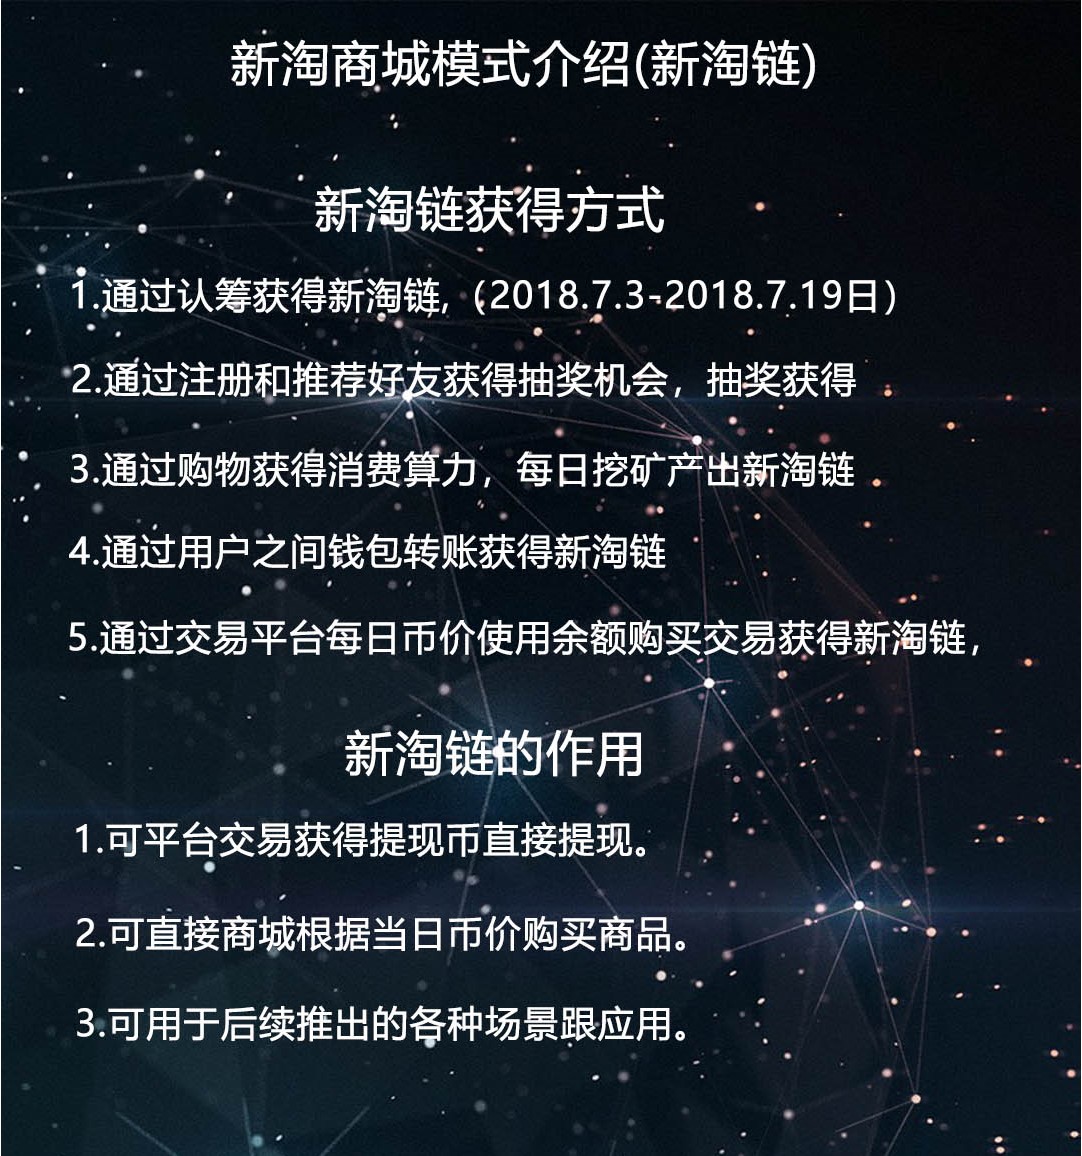 新淘商城模式介绍(新淘链)
新淘链获得方式
1.通过认筹获得新淘链,（2018.7.3-2018.7.19日）
2.通过注册和推荐好友获得抽奖机会，抽奖获得
3.通过购物获得消费算力，每日挖矿产出新淘链
4.通过用户之间钱包转账获得新淘链
5.通过交易平台每日币价使用余额购买交易获得新淘链，
新淘链的作用
1.可平台交易获得提现币直接提现。
2.可直接商城根据当日币价购买商品。
3.可用于后续推出的各种场景跟应用。